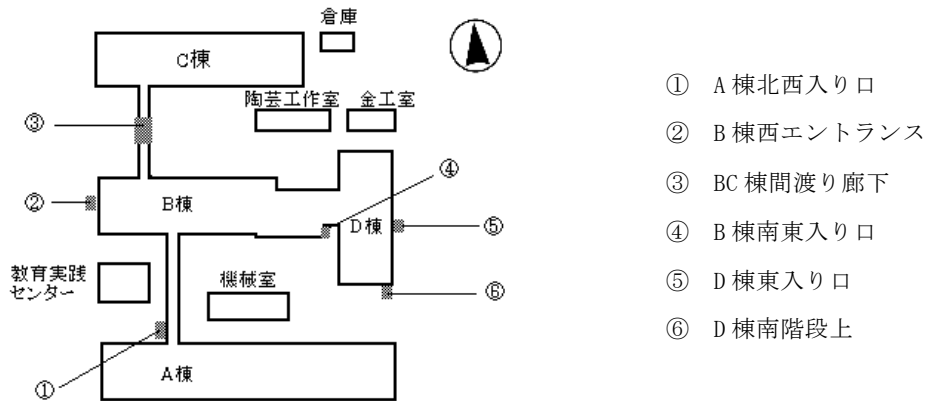 倉庫
C棟
陶芸工作室
金工室
③
④
②
B棟
D棟
⑤
教育実践
センター
機械室
⑥
A棟
①
① A棟北西入り口
② B棟西エントランス
③ BC棟間渡り廊下
④ B棟南東入り口
⑤ D棟東入り口
⑥ D棟南階段上